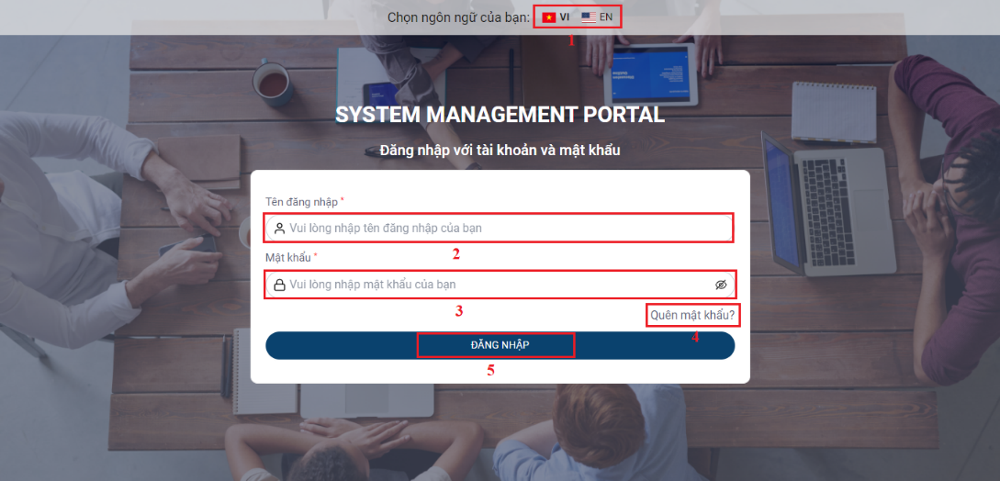 Chọn ngôn ngữ của bạn: VI EN
1
SYSTEM MANAGEMENT PORTAL
Đăng nhập với tài khoản và mật khẩu
Tên đăng nhập *
Vui lòng nhập tên đăng nhập của bạn
2
Mật khẩu *
Vui lòng nhập mật khẩu của bạn
3
Quên mật khẩu?
4
ĐĂNG NHẬP
5